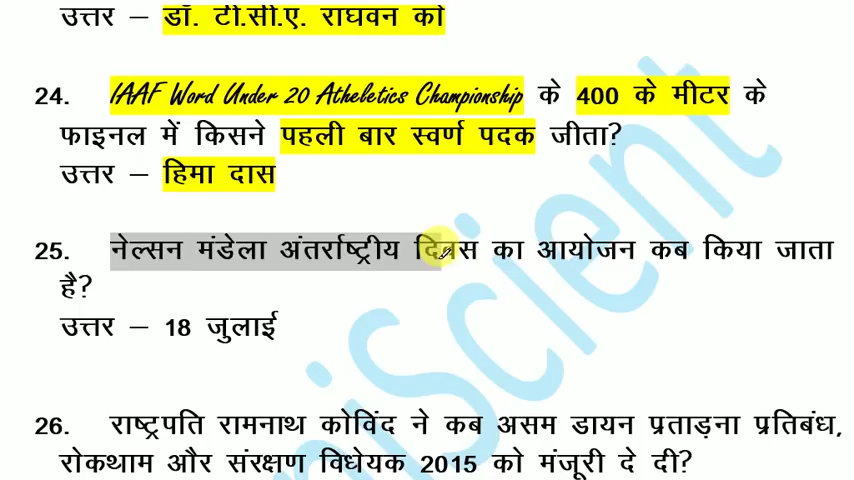 उत्तर – डॉ. टी.सी.ए. राघवन को
24. IAAF Word Under 20 Atheletics Championship के 400 के मीटर के
फाइनल में किसने पहली बार स्वर्ण पदक जीता?
उत्तर – हिमा दास
25. नेल्सन मंडेला अंतर्राष्ट्रीय दिवस का आयोजन कब किया जाता
है?
उत्तर – 18 जुलाई
26. राष्ट्रपति रामनाथ कोविंद ने कब असम डायन प्रताड़ना प्रतिबंध,
रोकथाम और संरक्षण विधेयक 2015 को मंजूरी दे दी?